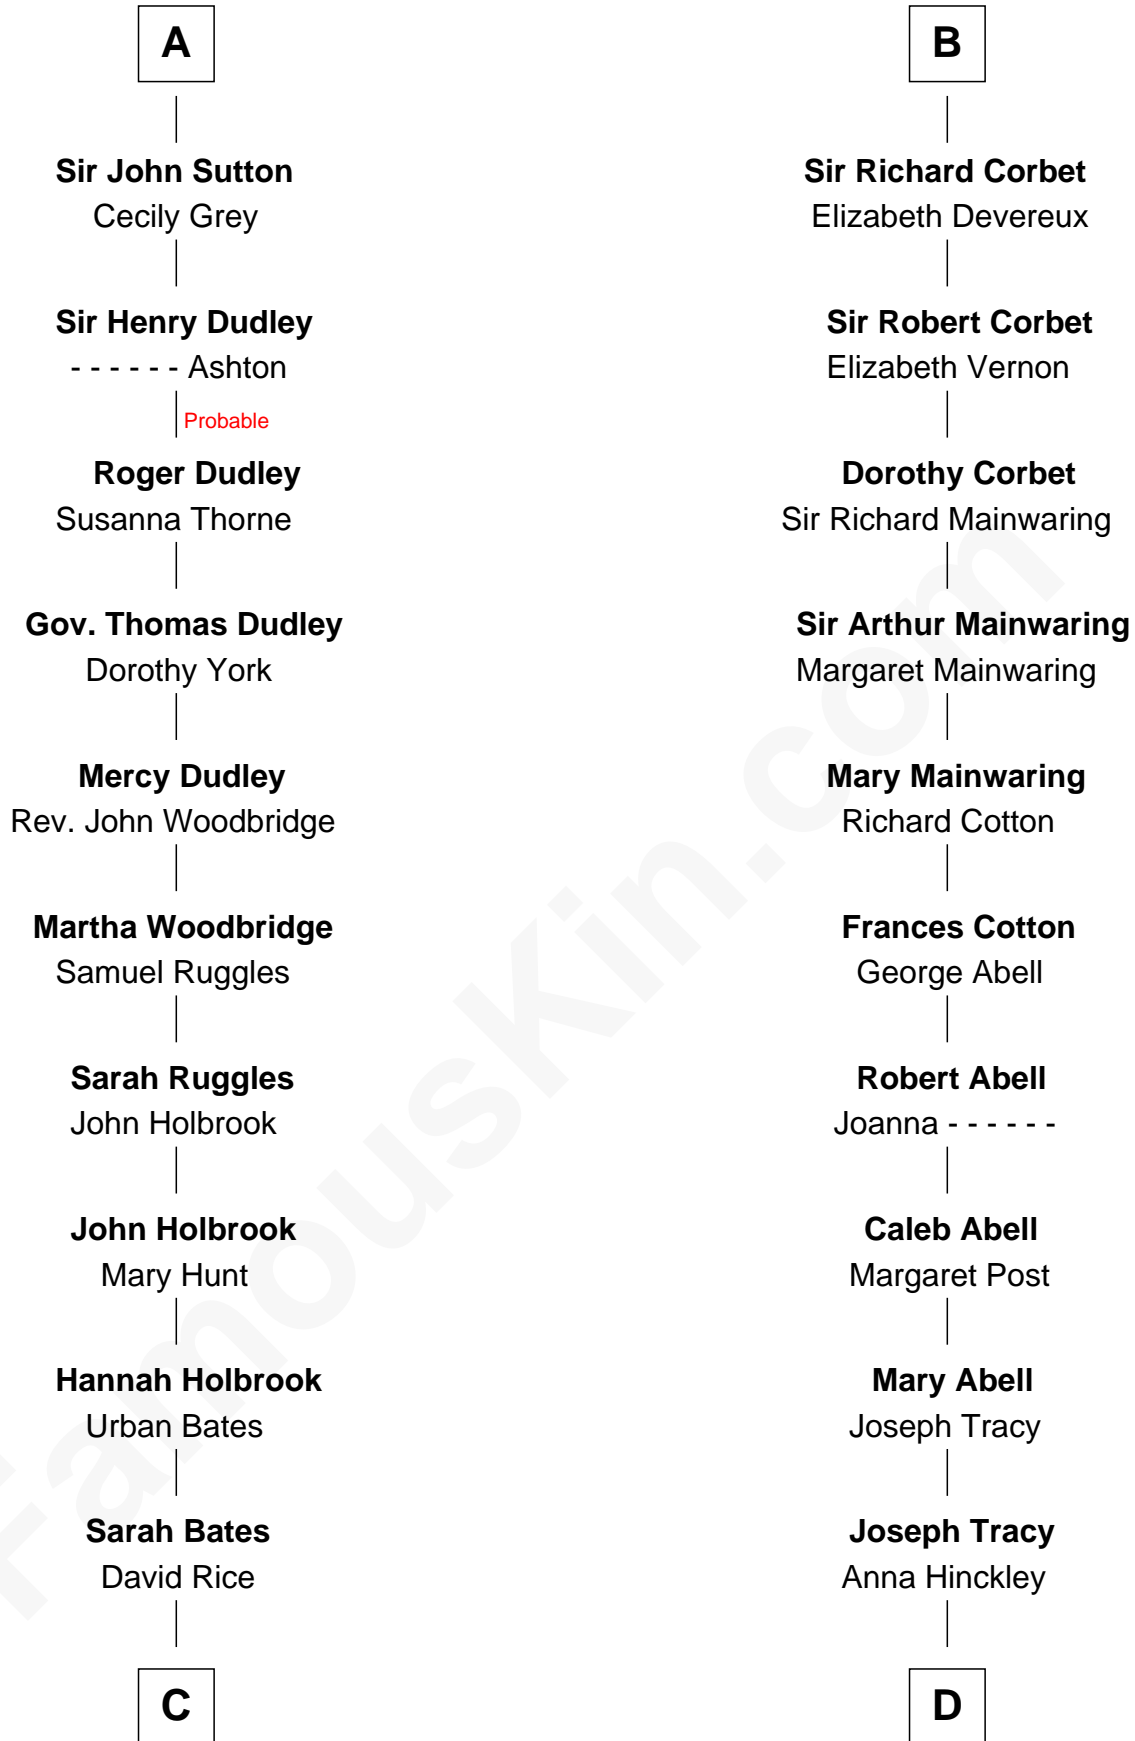 A
Sir John Sutton
Cecily Grey
Sir Henry Dudley
- - - - - - Ashton
Probable
Roger Dudley
Susanna Thorne
Gov. Thomas Dudley
Dorothy York
Mercy Dudley
Rev. John Woodbridge
Martha Woodbridge
Samuel Ruggles
Sarah Ruggles
John Holbrook
John Holbrook
Mary Hunt
Hannah Holbrook
Urban Bates
Sarah Bates
David Rice
C
B
Sir Richard Corbet
Elizabeth Devereux
Sir Robert Corbet
Elizabeth Vernon
Dorothy Corbet
Sir Richard Mainwaring
Sir Arthur Mainwaring
Margaret Mainwaring
Mary Mainwaring
Richard Cotton
Frances Cotton
George Abell
Robert Abell
Joanna - - - - - -
Caleb Abell
Margaret Post
Mary Abell
Joseph Tracy
Joseph Tracy
Anna Hinckley
D
FamousKin.com